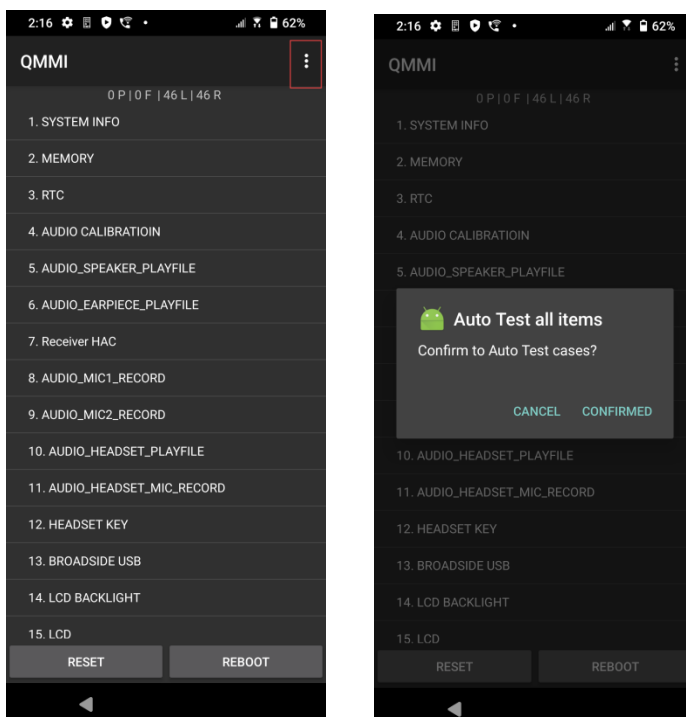 2:16 62%
QMMI
0 P | 0 F | 46 L | 46 R
1. SYSTEM INFO
2. MEMORY
3. RTC
4. AUDIO CALIBRATIOIN
5. AUDIO_SPEAKER_PLAYFILE
6. AUDIO_EARPIECE_PLAYFILE
7. Receiver HAC
8. AUDIO_MIC1_RECORD
9. AUDIO_MIC2_RECORD
10. AUDIO_HEADSET_PLAYFILE
11. AUDIO_HEADSET_MIC_RECORD
12. HEADSET KEY
13. BROADSIDE USB
14. LCD BACKLIGHT
15. LCD
RESET REBOOT
2:16 62%
QMMI
0 P | 0 F | 46 L | 46 R
1. SYSTEM INFO
2. MEMORY
3. RTC
4. AUDIO CALIBRATIOIN
5. AUDIO_SPEAKER_PLAYFILE
Auto Test all items
Confirm to Auto Test cases?
CANCEL CONFIRMED
10. AUDIO_HEADSET_PLAYFILE
11. AUDIO_HEADSET_MIC_RECORD
12. HEADSET KEY
13. BROADSIDE USB
14. LCD BACKLIGHT
15. LCD
RESET REBOOT